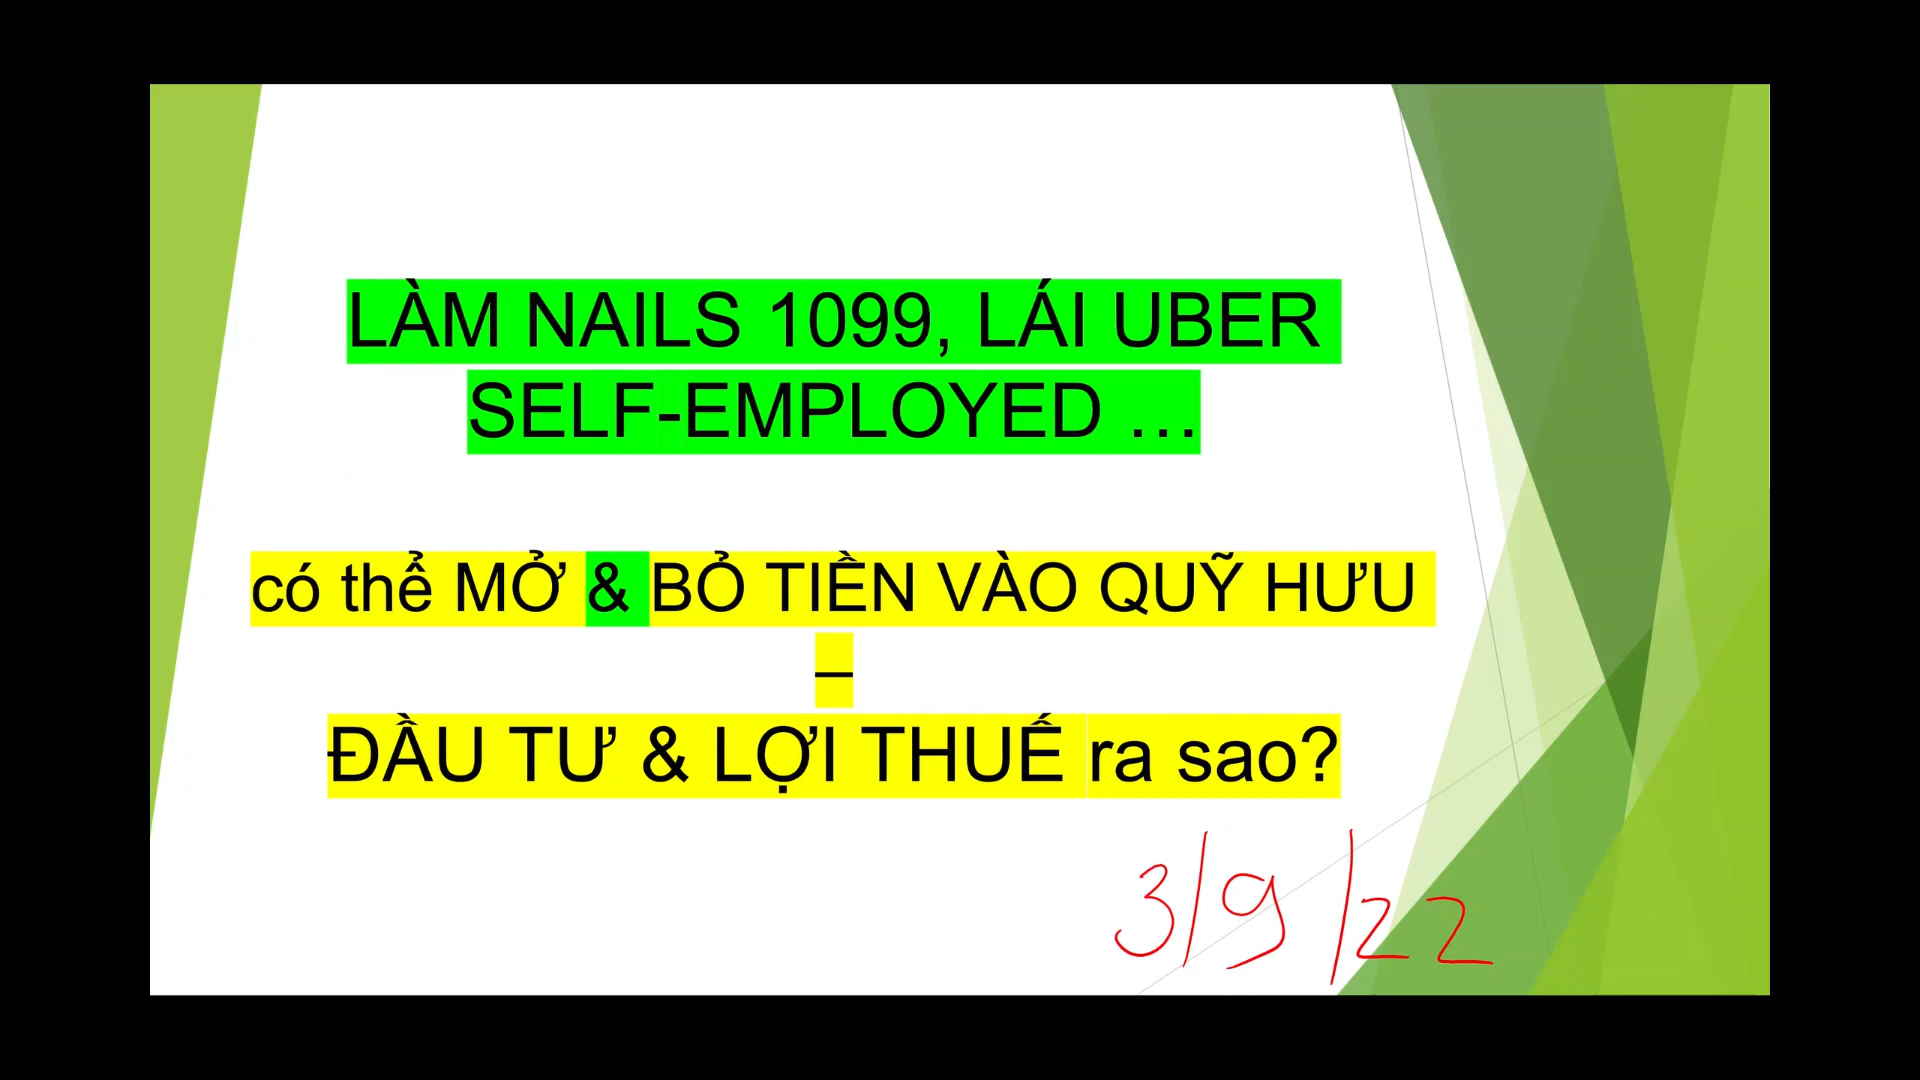 LÀM NAILS 1099, LÁI UBER
SELF-EMPLOYED ...
có thể MỞ & BỎ TIỀN VÀO QUỸ HƯU
–
ĐẦU TƯ & LỢI THUẾ ra sao?
3/9/22